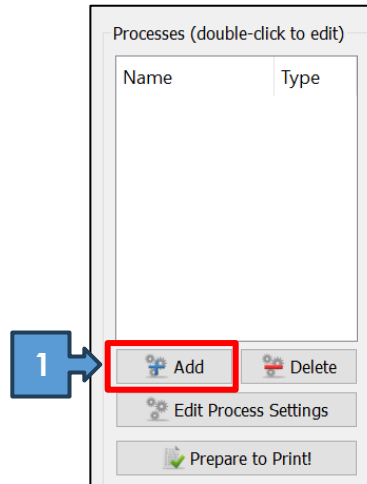 Processes (double-click to edit)
Name Type
1 Add Delete
Edit Process Settings
Prepare to Print!